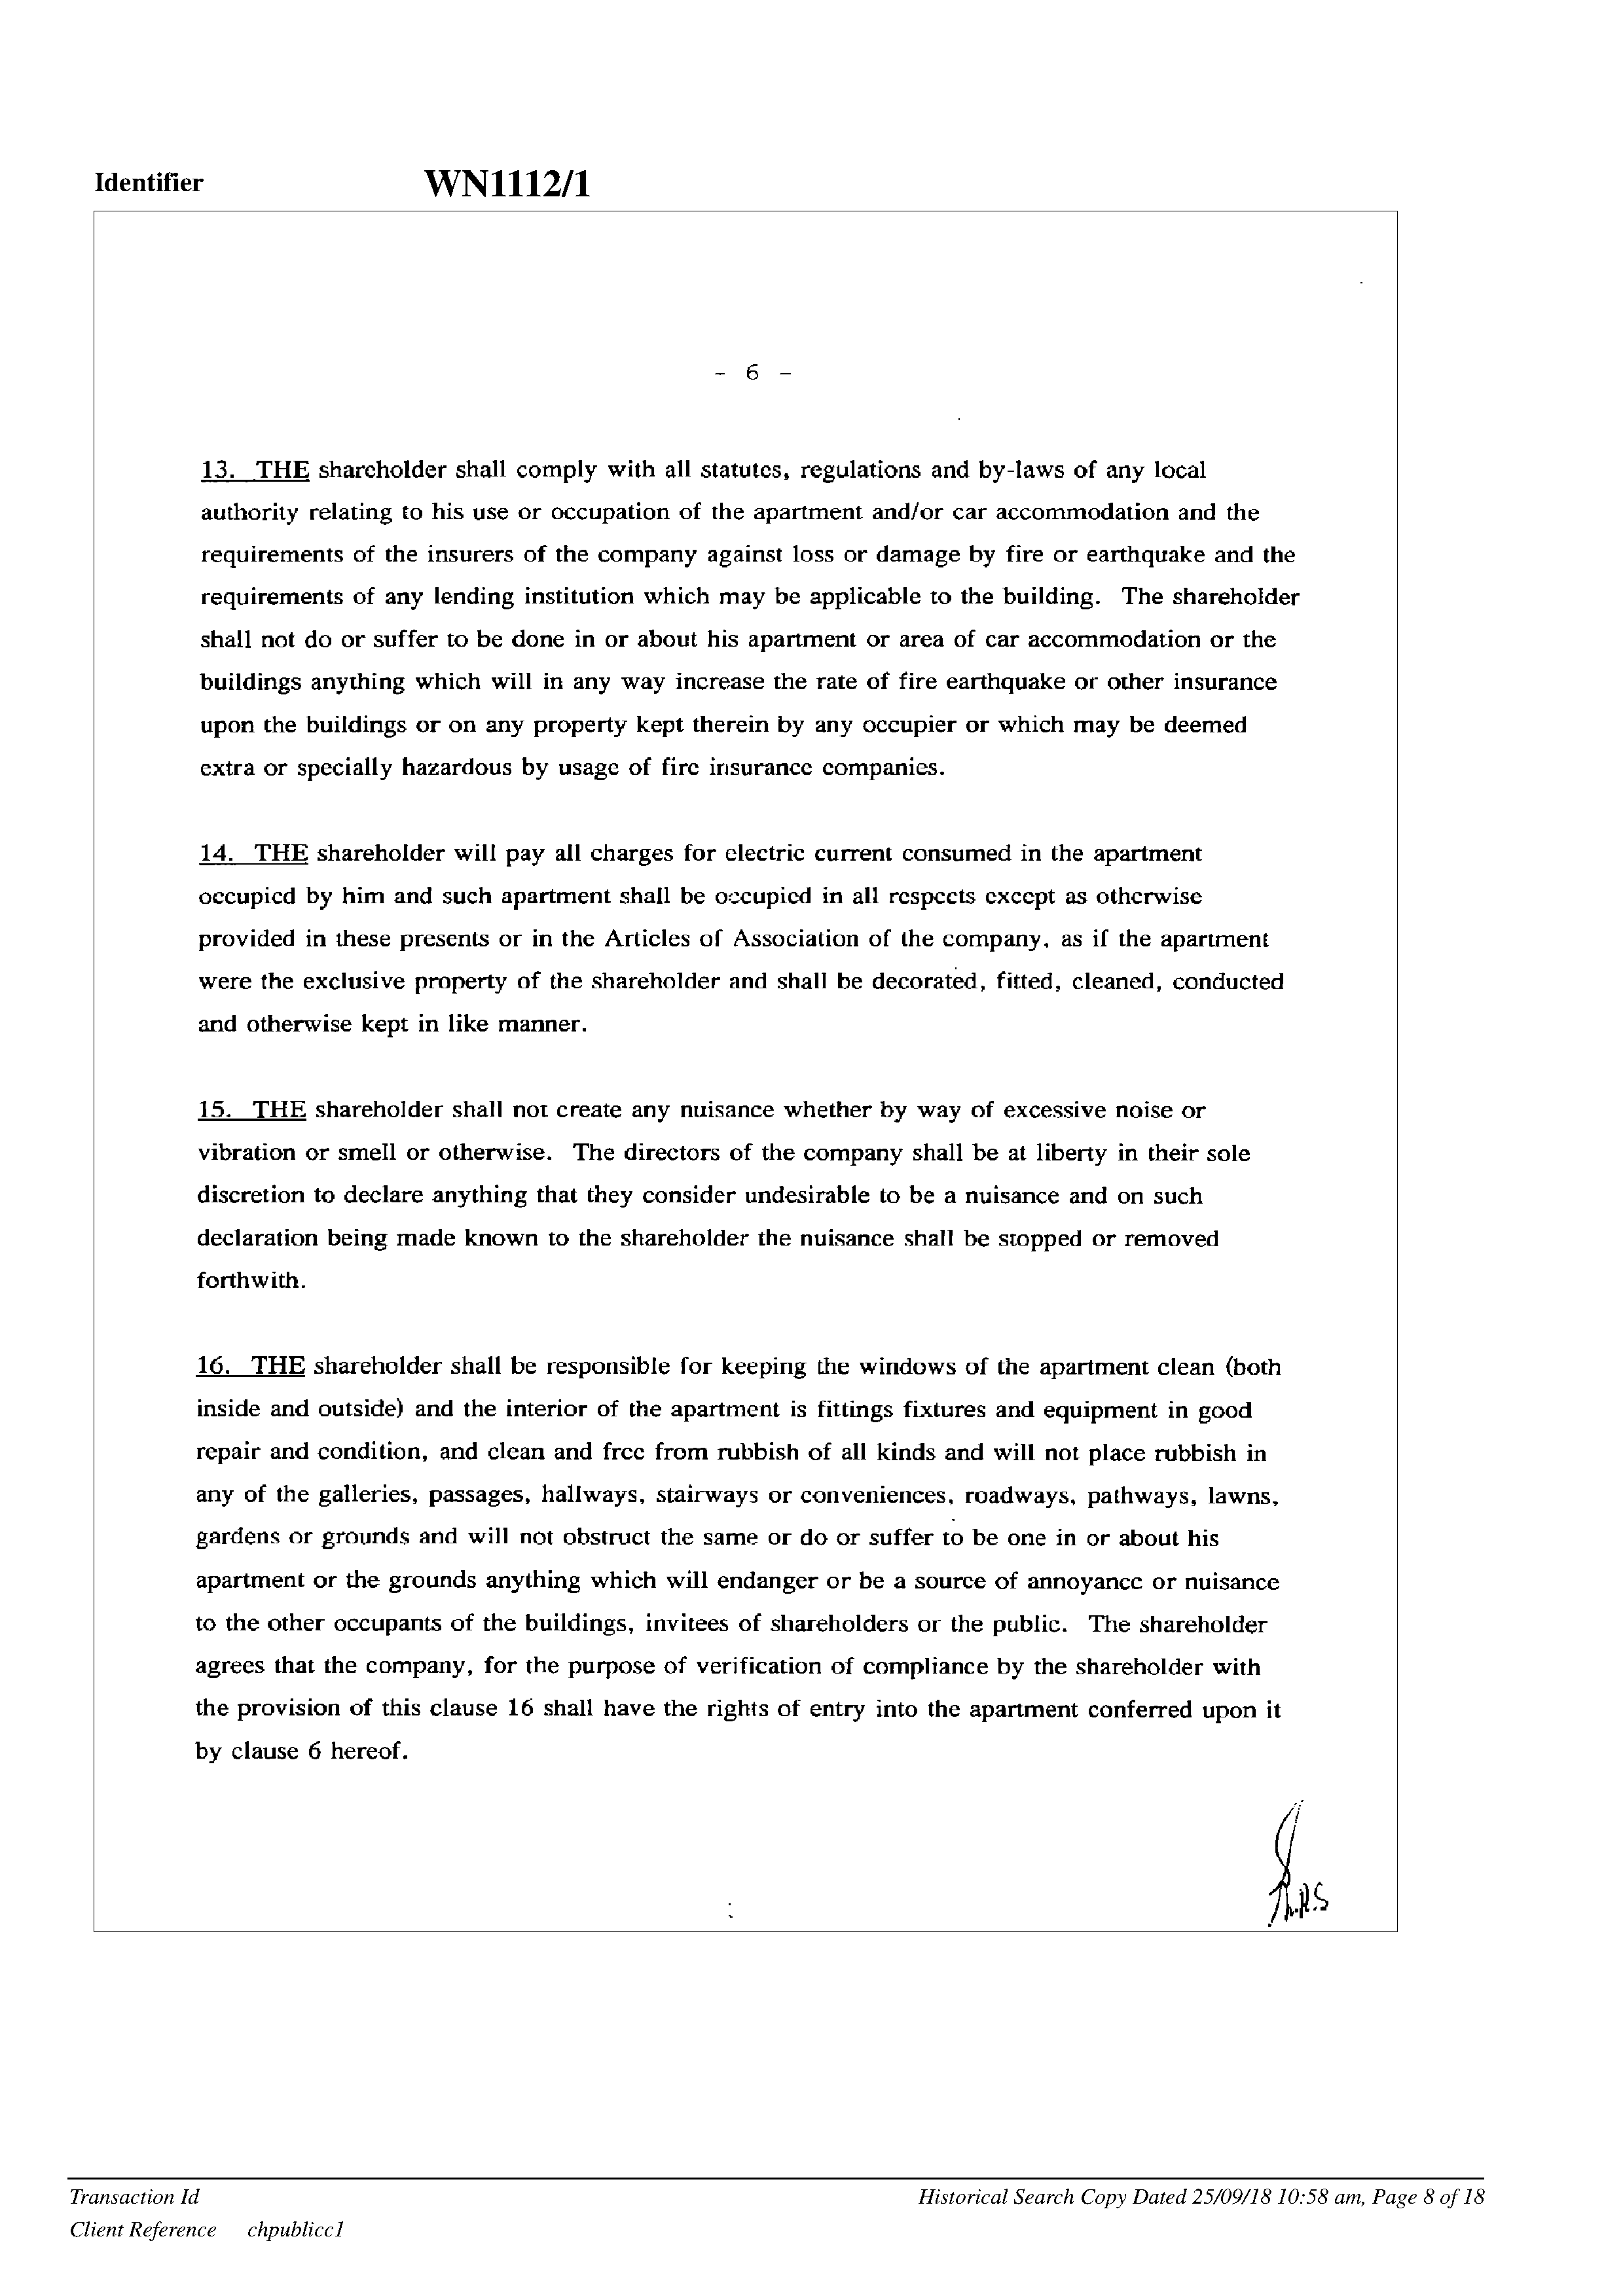 Identifier WN1112/1
- 6 -
13. THE shareholder shall comply with all statutes, regulations and by-laws of any local
authority relating to his use or occupation of the apartment and/or car accommodation and the
requirements of the insurers of the company against loss or damage by fire or earthquake and the
requirements of any lending institution which may be applicable to the building. The shareholder
shall not do or suffer to be done in or about his apartment or area of car accommodation or the
buildings anything which will in any way increase the rate of fire earthquake or other insurance
upon the buildings or on any property kept therein by any occupier or which may be deemed
extra or specially hazardous by usage of fire insurance companies.
14. THE shareholder will pay all charges for electric current consumed in the apartment
occupied by him and such apartment shall be occupied in all respects except as otherwise
provided in these presents or in the Articles of Association of the company, as if the apartment
were the exclusive property of the shareholder and shall be decorated, fitted, cleaned, conducted
and otherwise kept in like manner.
15. THE shareholder shall not create any nuisance whether by way of excessive noise or
vibration or smell or otherwise. The directors of the company shall be at liberty in their sole
discretion to declare anything that they consider undesirable to be a nuisance and on such
declaration being made known to the shareholder the nuisance shall be stopped or removed
forthwith.
16. THE shareholder shall be responsible for keeping the windows of the apartment clean (both
inside and outside) and the interior of the apartment is fittings fixtures and equipment in good
repair and condition, and clean and free from rubbish of all kinds and will not place rubbish in
any of the galleries, passages, hallways, stairways or conveniences, roadways, pathways, lawns,
gardens or grounds and will not obstruct the same or do or suffer to be one in or about his
apartment or the grounds anything which will endanger or be a source of annoyance or nuisance
to the other occupants of the buildings, invitees of shareholders or the public. The shareholder
agrees that the company, for the purpose of verification of compliance by the shareholder with
the provision of this clause 16 shall have the rights of entry into the apartment conferred upon it
by clause 6 hereof.
Transaction Id
Historical Search Copy Dated 25/09/18 10:58 am, Page 8 of 18
Client Reference chpubliccl